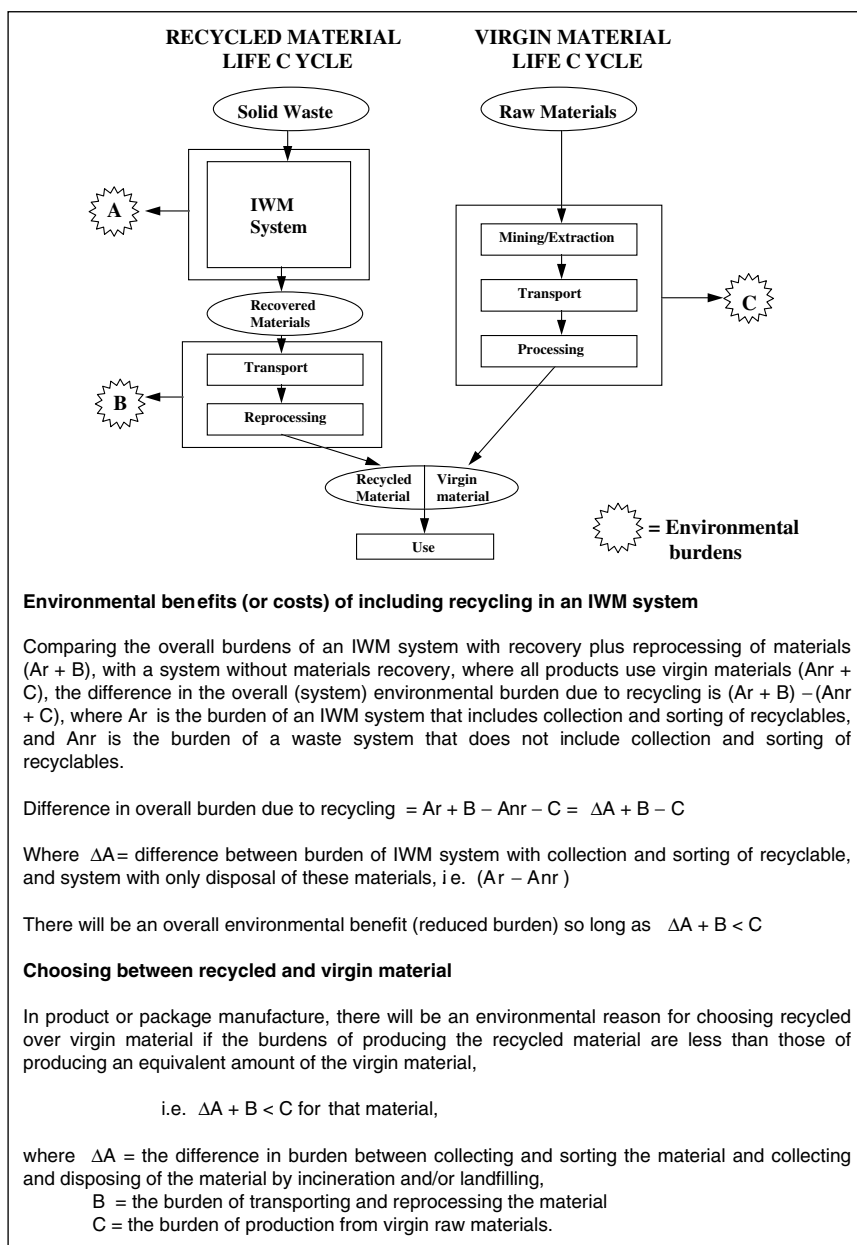 RECYCLED MATERIAL
LIFE C YCLE
VIRGIN MATERIAL
LIFE C YCLE
Solid Waste
Raw Materials
A
IWM
System
Mining/Extraction
Transport
Processing
C
Recovered
Materials
Transport
Reprocessing
B
Recycled
Material
Virgin
material
Use
= Environmental
burdens
Environmental benefits (or costs) of including recycling in an IWM system
Comparing the overall burdens of an IWM system with recovery plus reprocessing of materials
(Ar + B), with a system without materials recovery, where all products use virgin materials (Anr +
C), the difference in the overall (system) environmental burden due to recycling is (Ar + B) –(Anr
+ C), where Ar is the burden of an IWM system that includes collection and sorting of recyclables,
and Anr is the burden of a waste system that does not include collection and sorting of
recyclables.
Difference in overall burden due to recycling = Ar + B – Anr – C = ΔA + B – C
Where ΔA= difference between burden of IWM system with collection and sorting of recyclable,
and system with only disposal of these materials, i e. (Ar – Anr )
There will be an overall environmental benefit (reduced burden) so long as ΔA + B < C
Choosing between recycled and virgin material
In product or package manufacture, there will be an environmental reason for choosing recycled
over virgin material if the burdens of producing the recycled material are less than those of
producing an equivalent amount of the virgin material,
i.e. ΔA + B < C for that material,
where ΔA = the difference in burden between collecting and sorting the material and collecting
and disposing of the material by incineration and/or landfilling,
B = the burden of transporting and reprocessing the material
C = the burden of production from virgin raw materials.